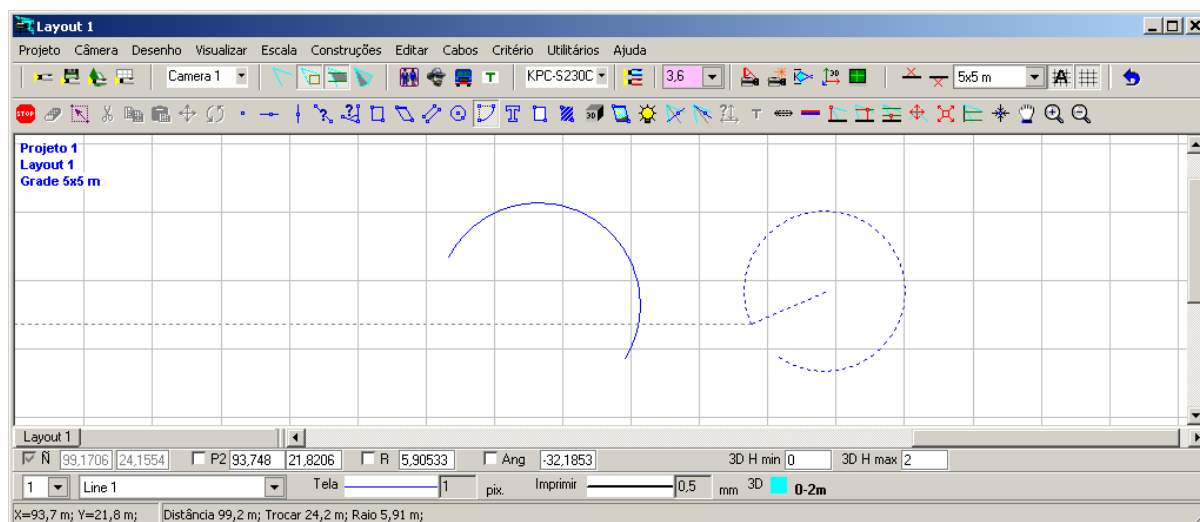 Layout 1
Projeto Câmera Desenho Visualizar Escala Construções Editar Cabos Critério Utilitários Ajuda
Camera 1 T KPC-S230C 3,6 3D 5x5 m A
STOP T 3D T
Projeto 1
Layout 1
Grade 5x5 m
Layout 1
Ñ 99,1706 24,1554 P2 93,748 21,8206 R 5,90533 Ang -32,1853 3D H min 0 3D H max 2
1 Line 1 Tela 1 pix. Imprimir 0,5 mm 3D 0-2m
X=93,7 m; Y=21,8 m; Distância 99,2 m; Trocar 24,2 m; Raio 5,91 m;